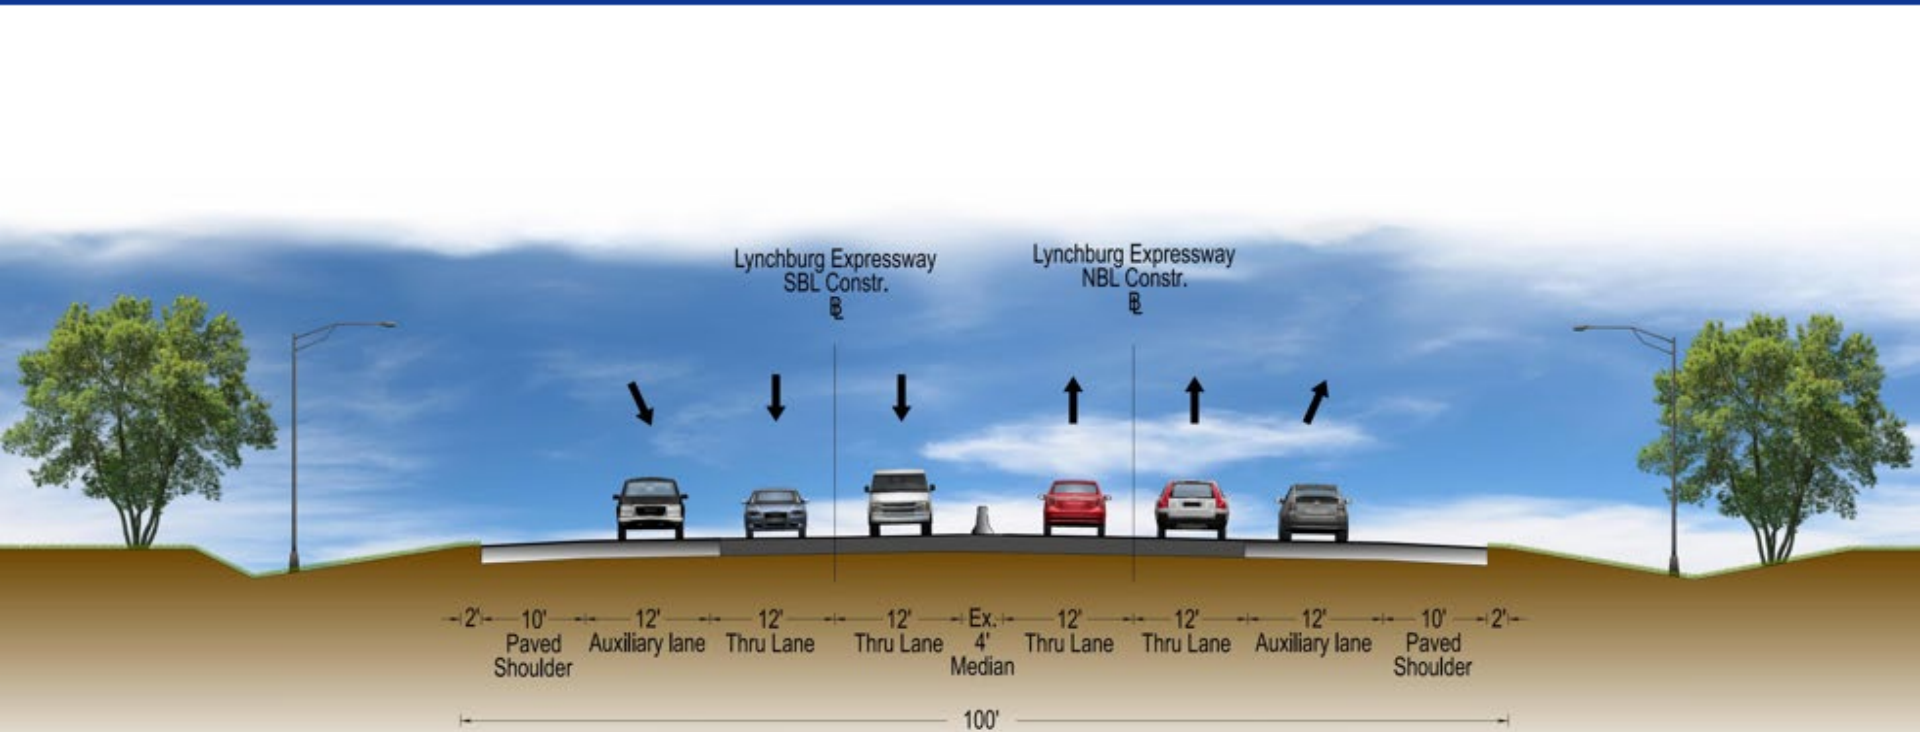 Lynchburg Expressway
SBL Constr.
BL
Lynchburg Expressway
NBL Constr.
BL
2' 10' 12' 12' 12' Ex. 12' 12' 12' 10' 2'
Paved Auxiliary lane Thru Lane Thru Lane 4' Thru Lane Thru Lane Auxiliary lane Paved
Shoulder Median Shoulder
100'